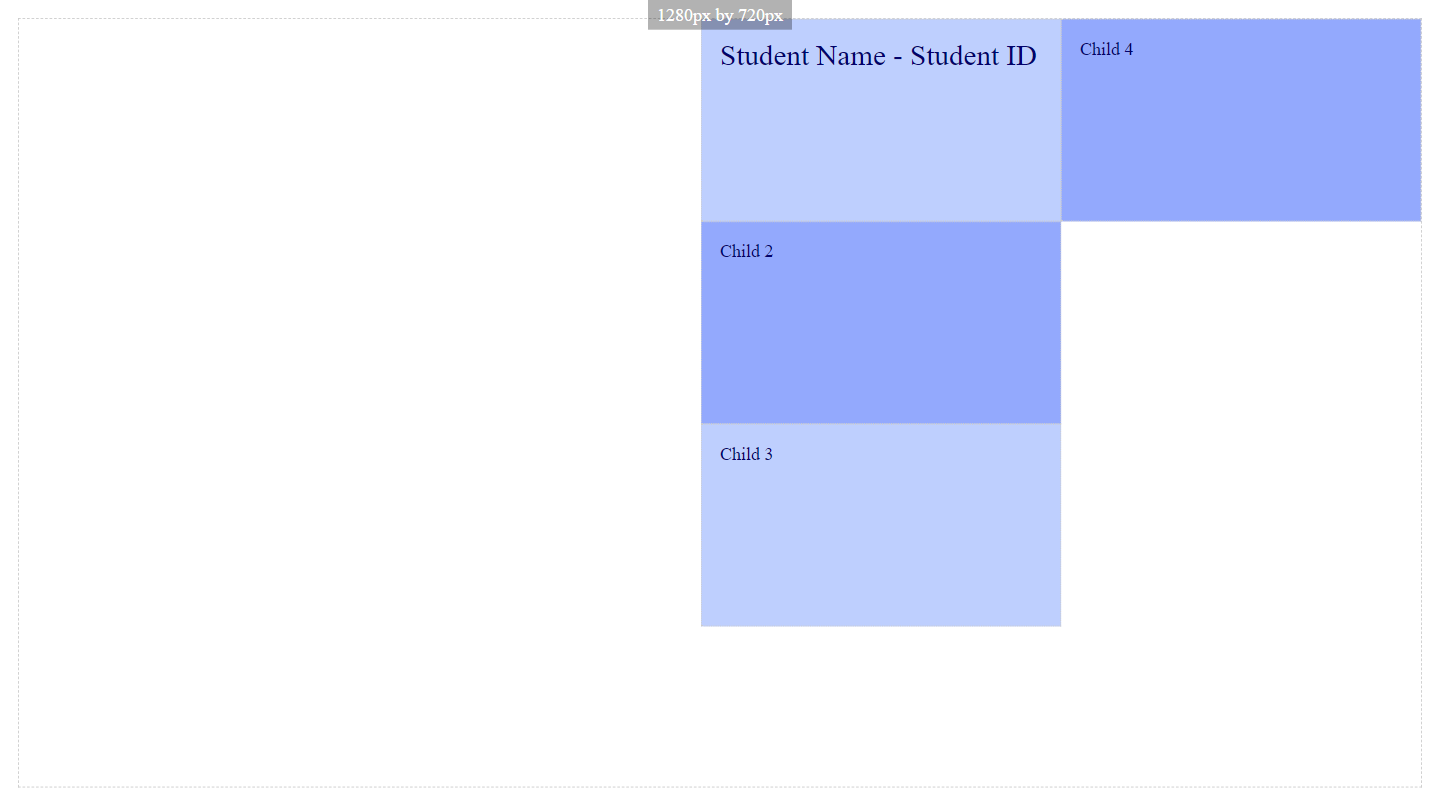 1280px by 720px
Student Name - Student ID
Child 4
Child 2
Child 3